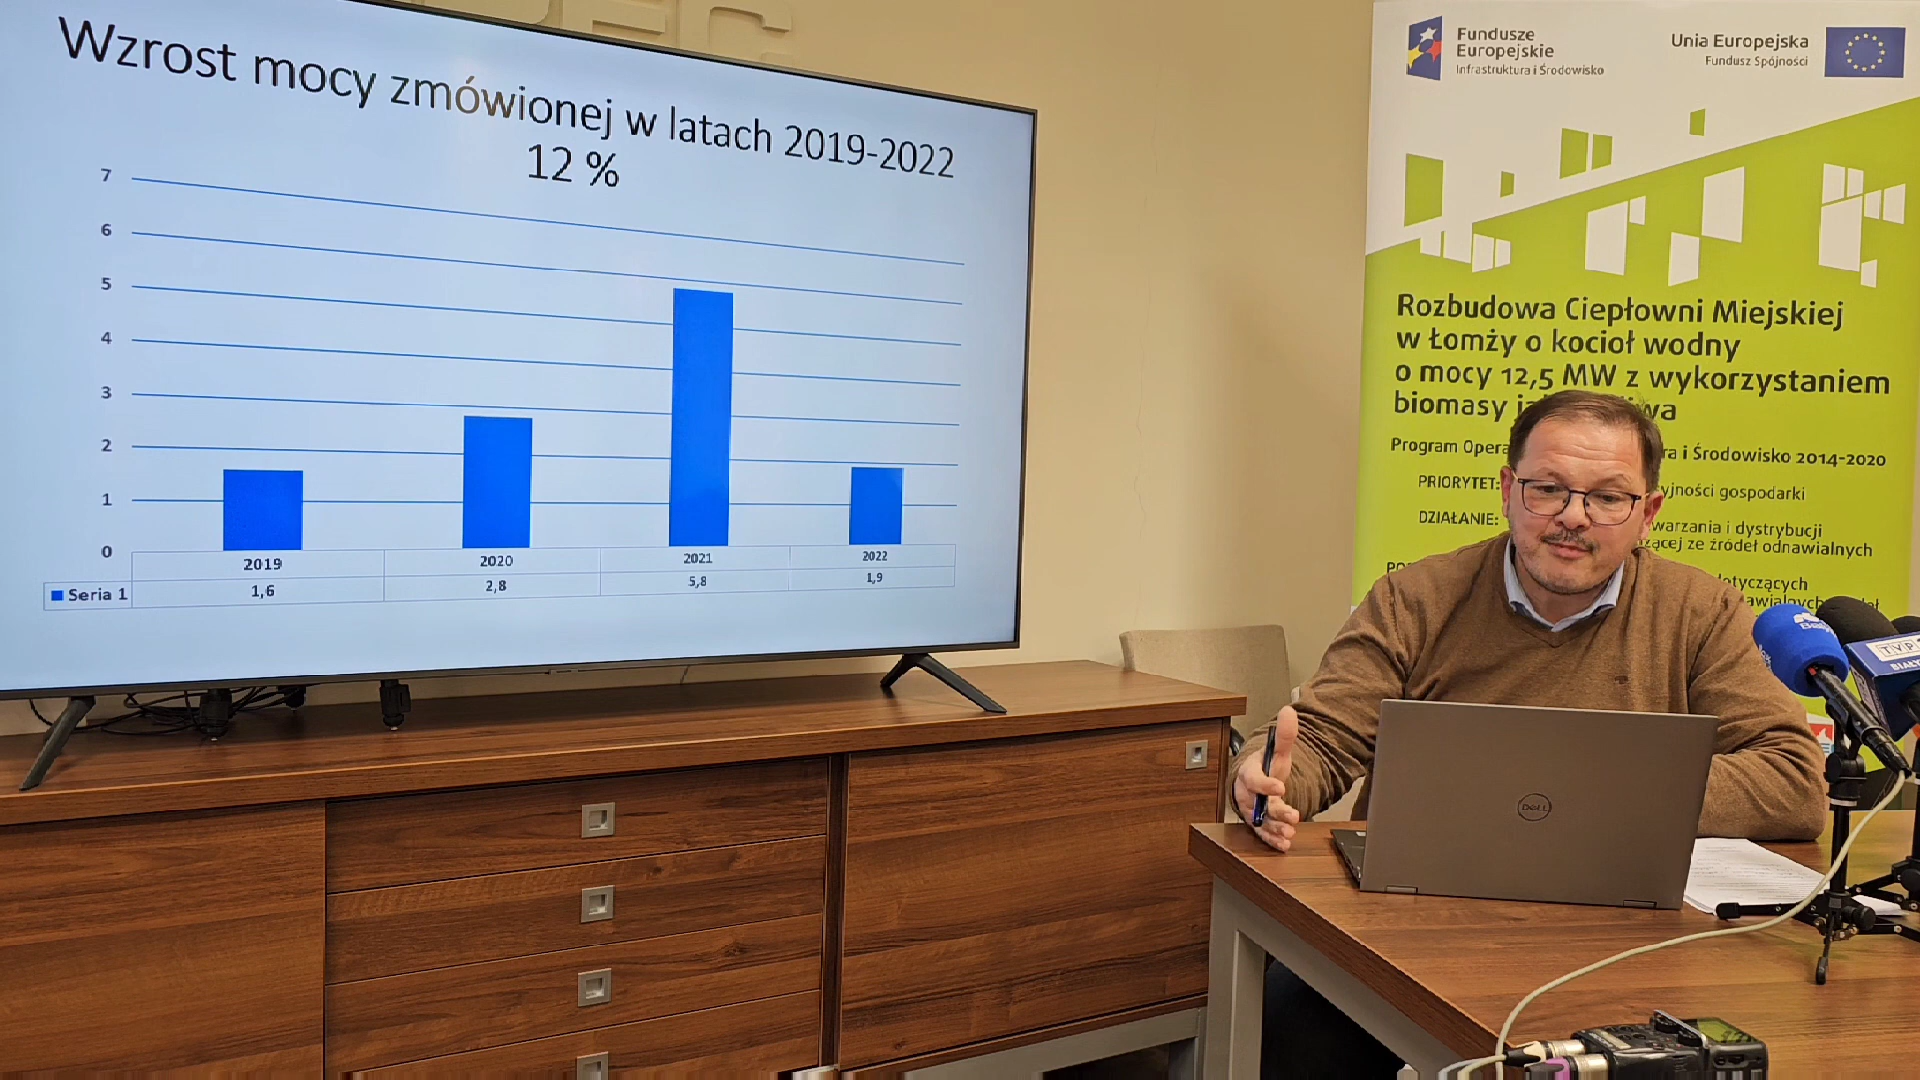 Wzrost mocy zmówionej w latach 2019-2022
12 %
7
6
5
4
3
2
1
0
2019 2020 2021 2022
Seria 1 1,6 2,8 5,8 1,9
Fundusze
Europejskie
Infrastruktura i Środowisko
Unia Europejska
Fundusz Spójności
Rozbudowa Ciepłowni Miejskiej
w Łomży o kocioł wodny
o mocy 12,5 MW z wykorzystaniem
biomasy
Program i Środowisko 2014-2020
PRIORYTET: gospodarki
DZIAŁANIE: i dystrybucji
ze źródeł odnawialnych
DELL
TVP